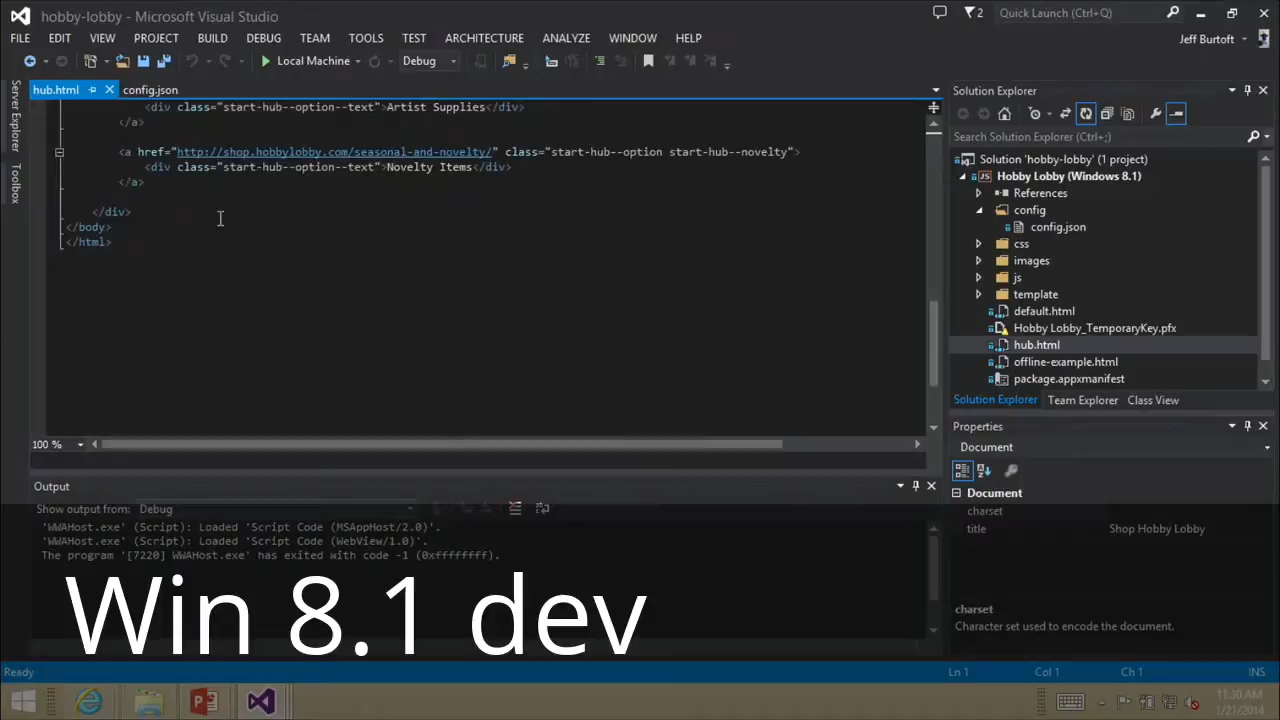 hobby-lobby - Microsoft Visual Studio
2
Quick Launch (Ctrl+Q)
FILE EDIT VIEW PROJECT BUILD DEBUG TEAM TOOLS TEST ARCHITECTURE ANALYZE WINDOW HELP
Jeff Burtoft
Local Machine
Debug
Server Explorer
Toolbox
hub.html
config.json
<div class="start-hub--option--text">Artist Supplies</div>
</a>
<a href="http://shop.hobbylobby.com/seasonal-and-novelty/" class="start-hub--option start-hub--novelty">
<div class="start-hub--option--text">Novelty Items</div>
</a>
</div>
</body>
</html>
100 %
Solution Explorer
Search Solution Explorer (Ctrl+;)
Solution 'hobby-lobby' (1 project)
JS Hobby Lobby (Windows 8.1)
References
config
config.json
css
images
js
template
default.html
Hobby Lobby_TemporaryKey.pfx
hub.html
offline-example.html
package.appxmanifest
Solution Explorer Team Explorer Class View
Properties
Document
Document
charset
title Shop Hobby Lobby
charset
Character set used to encode the document.
Output
Show output from: Debug
'WWAHost.exe' (Script): Loaded 'Script Code (MSAppHost/2.0)'.
'WWAHost.exe' (Script): Loaded 'Script Code (WebView/1.0)'.
The program '[7220] WWAHost.exe' has exited with code -1 (0xffffffff).
Win 8.1 dev
Ready
Ln 1
Col 1
Ch 1
INS
11:30 AM
1/21/2014